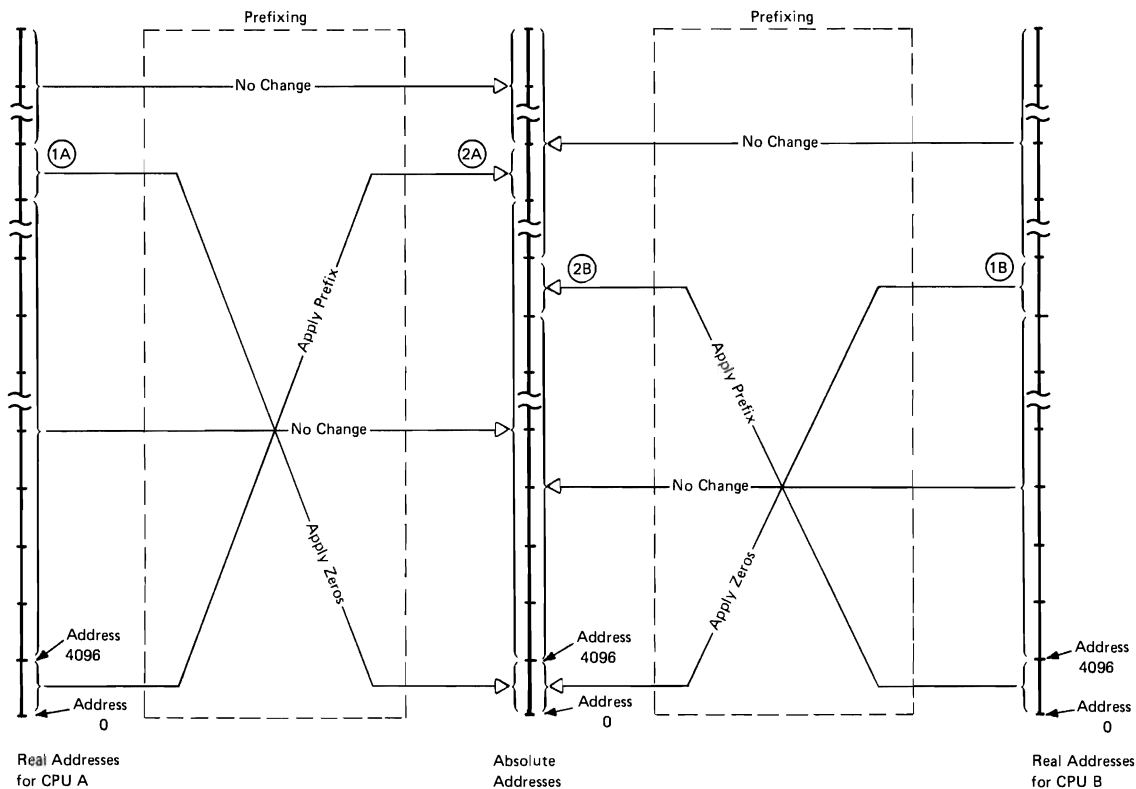 Prefixing
Prefixing
No Change
No Change
1A
2A
2B
1B
Apply Prefix
Apply Prefix
No Change
No Change
Apply Zeros
Apply Zeros
Address
4096
Address
4096
Address
4096
Address
0
Address
0
Address
0
Real Addresses
for CPU A
Absolute
Addresses
Real Addresses
for CPU B